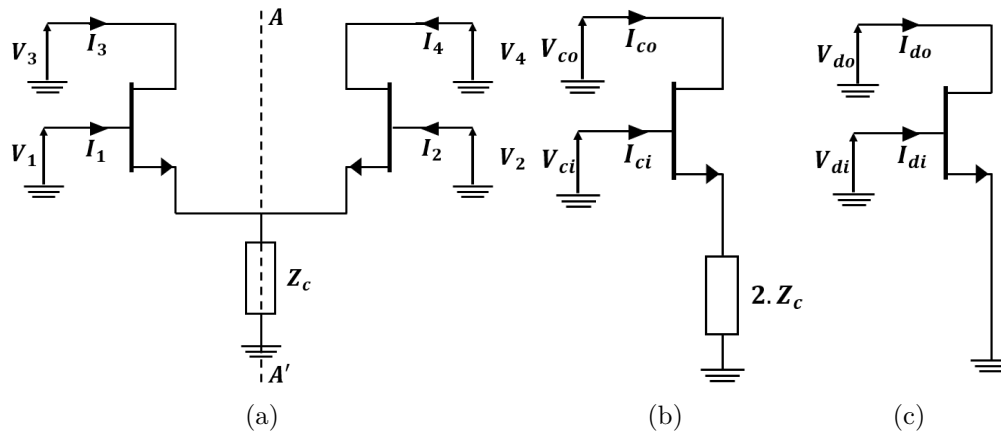 A
V3
I3
I4
V4
V1
I1
I2
V2
Zc
A'
(a)
Vco
Ico
Vci
Ici
2. Zc
(b)
Vdo
Ido
Vdi
Idi
(c)